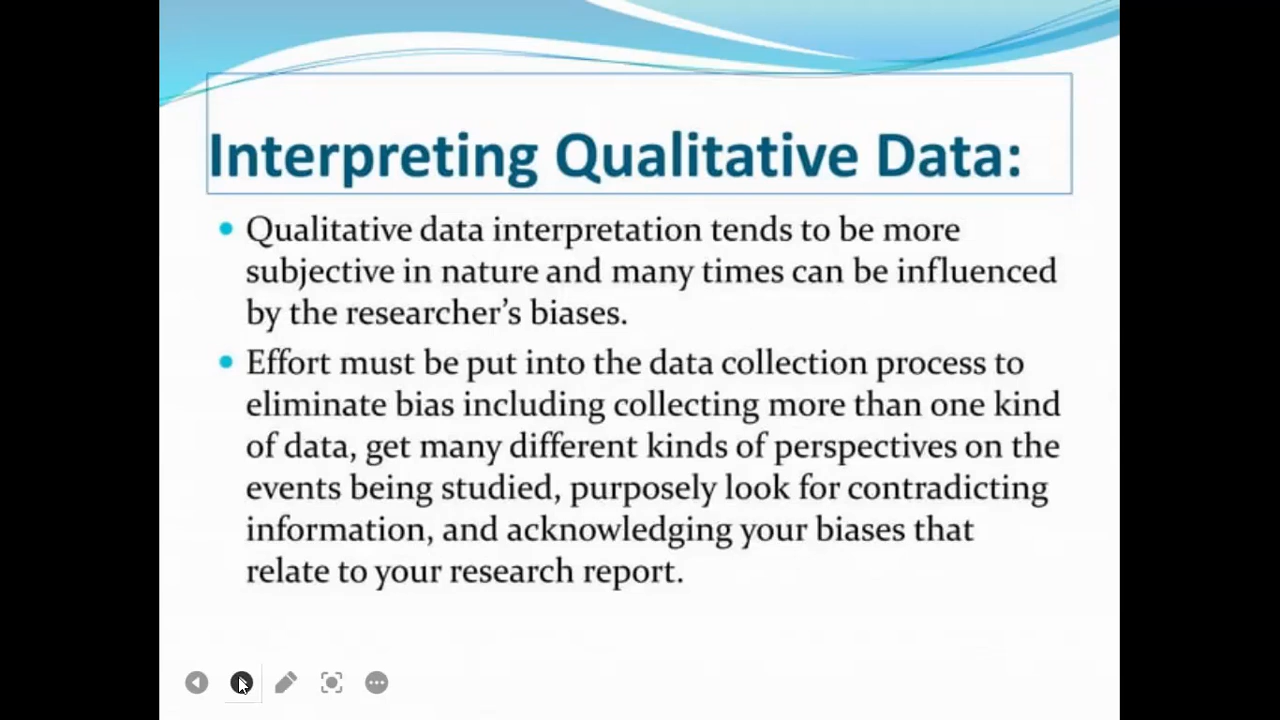 Interpreting Qualitative Data:
Qualitative data interpretation tends to be more
subjective in nature and many times can be influenced
by the researcher’s biases.
Effort must be put into the data collection process to
eliminate bias including collecting more than one kind
of data, get many different kinds of perspectives on the
events being studied, purposely look for contradicting
information, and acknowledging your biases that
relate to your research report.